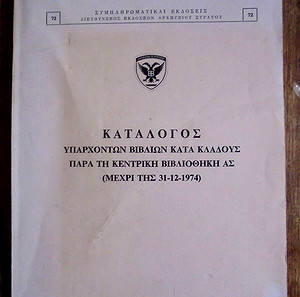 72 ΣΥΜΠΛΗΡΩΜΑΤΙΚΑΙ ΕΚΔΟΣΕΙΣ 72
ΔΙΕΥΘΥΝΣΕΩΣ ΕΚΔΟΣΕΩΝ ΑΡΧΗΓΕΙΟΥ ΣΤΡΑΤΟΥ
ΚΑΤΑΛΟΓΟΣ
ΥΠΑΡΧΟΝΤΩΝ ΒΙΒΛΙΩΝ ΚΑΤΑ ΚΛΑΔΟΥΣ
ΠΑΡΑ ΤΗ ΚΕΝΤΡΙΚΗ ΒΙΒΛΙΟΘΗΚΗ ΑΣ
(ΜΕΧΡΙ ΤΗΣ 31-12-1974)